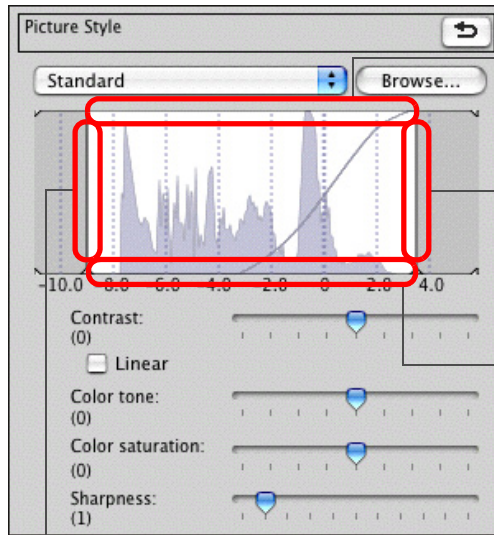 Picture Style
Standard Browse...
-10.0 -8.0 -6.0 -4.0 -2.0 0 2.0 4.0
Contrast:
(0)
Linear
Color tone:
(0)
Color saturation:
(0)
Sharpness:
(1)